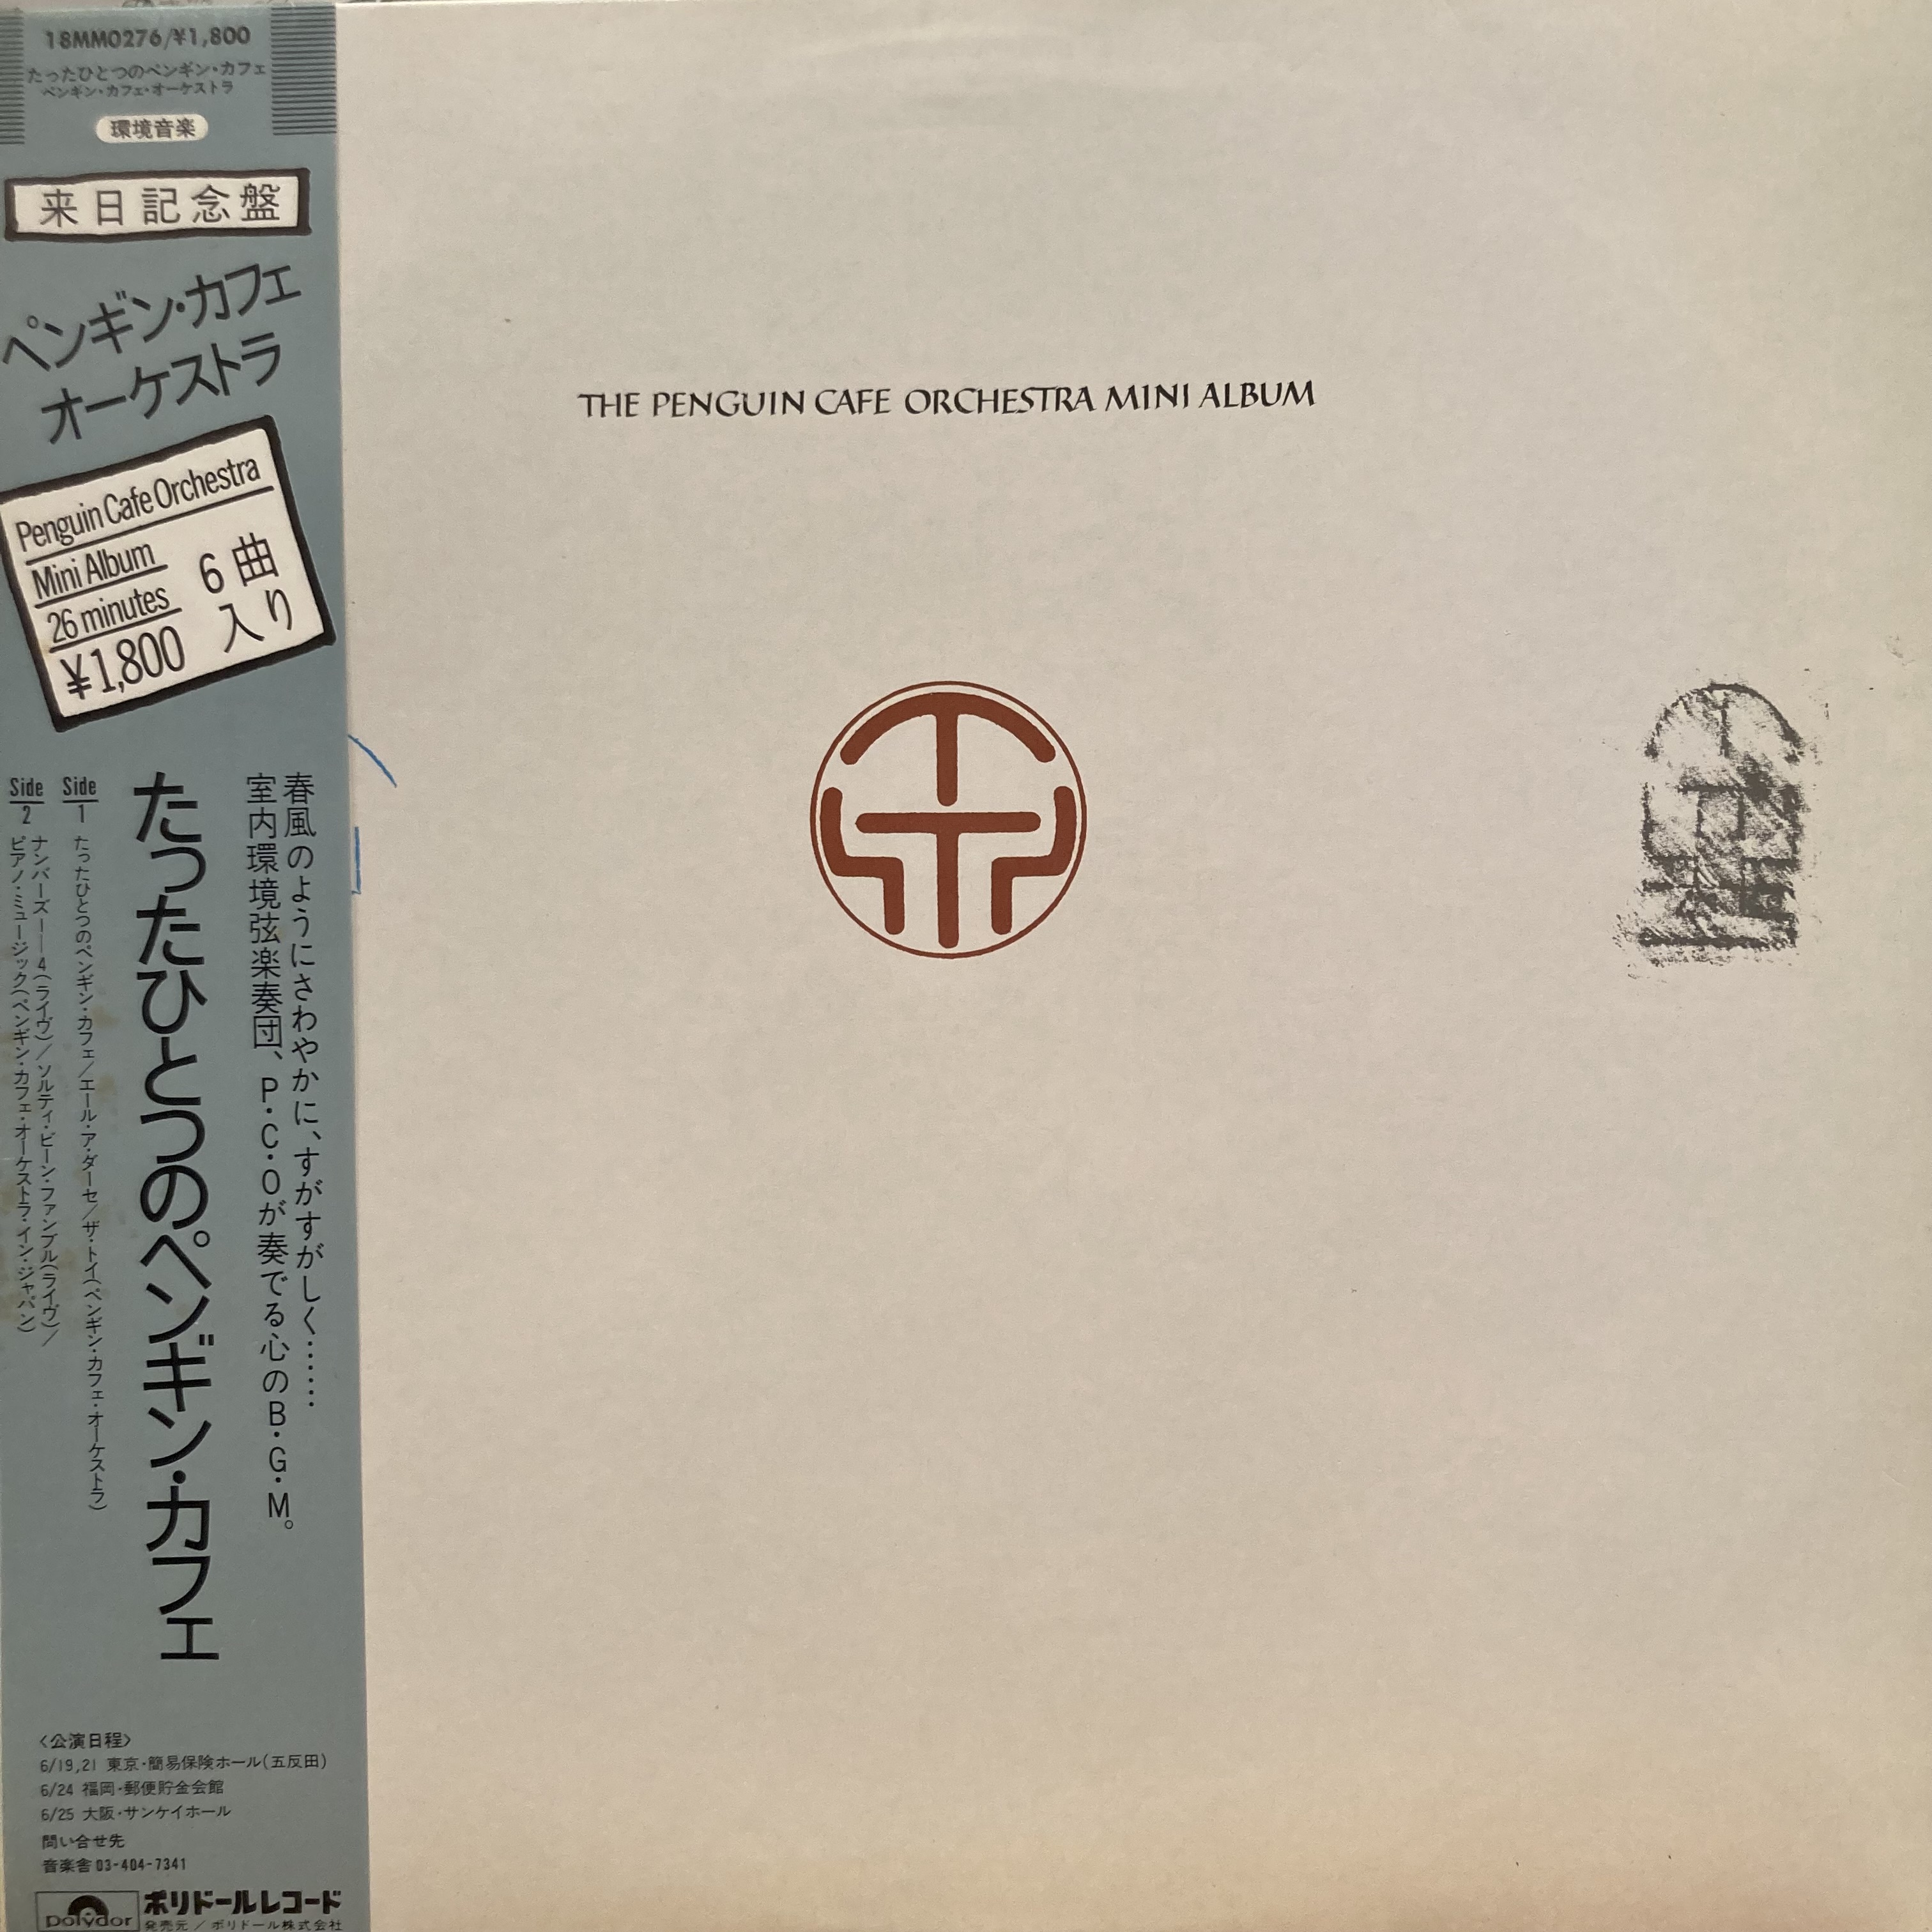 18MM0276/¥1,800
たったひとつのペンギン・カフェ
ペンギン・カフェ・オーケストラ
環境音楽
来日記念盤
ペンギン・カフェ
オーケストラ
Penguin Cafe Orchestra
Mini Album
26 minutes
¥1,800
6曲
入り
春風のようにさわやかに、すがすがしく……
室内環境弦楽奏団、P・C・Oが奏でる心のB・G・M。
たったひとつのペンギン・カフェ
Side 1
たったひとつのペンギン・カフェ/エール・ア・ダーセ/ザ・トイ(ペンギン・カフェ・オーケストラ)
Side 2
ナンバーズ1―4(ライヴ)/ソルティ・ビーン・ファンブル(ライヴ)/
ピアノ・ミュージック(ペンギン・カフェ・オーケストラ・イン・ジャパン)
〈公演日程〉
6/19,21 東京・簡易保険ホール(五反田)
6/24 福岡・郵便貯金会館
6/25 大阪・サンケイホール
問い合せ先
音楽舎 03-404-7341
polydor
ポリドールレコード
発売元/ポリドール株式会社
THE PENGUIN CAFE ORCHESTRA MINI ALBUM